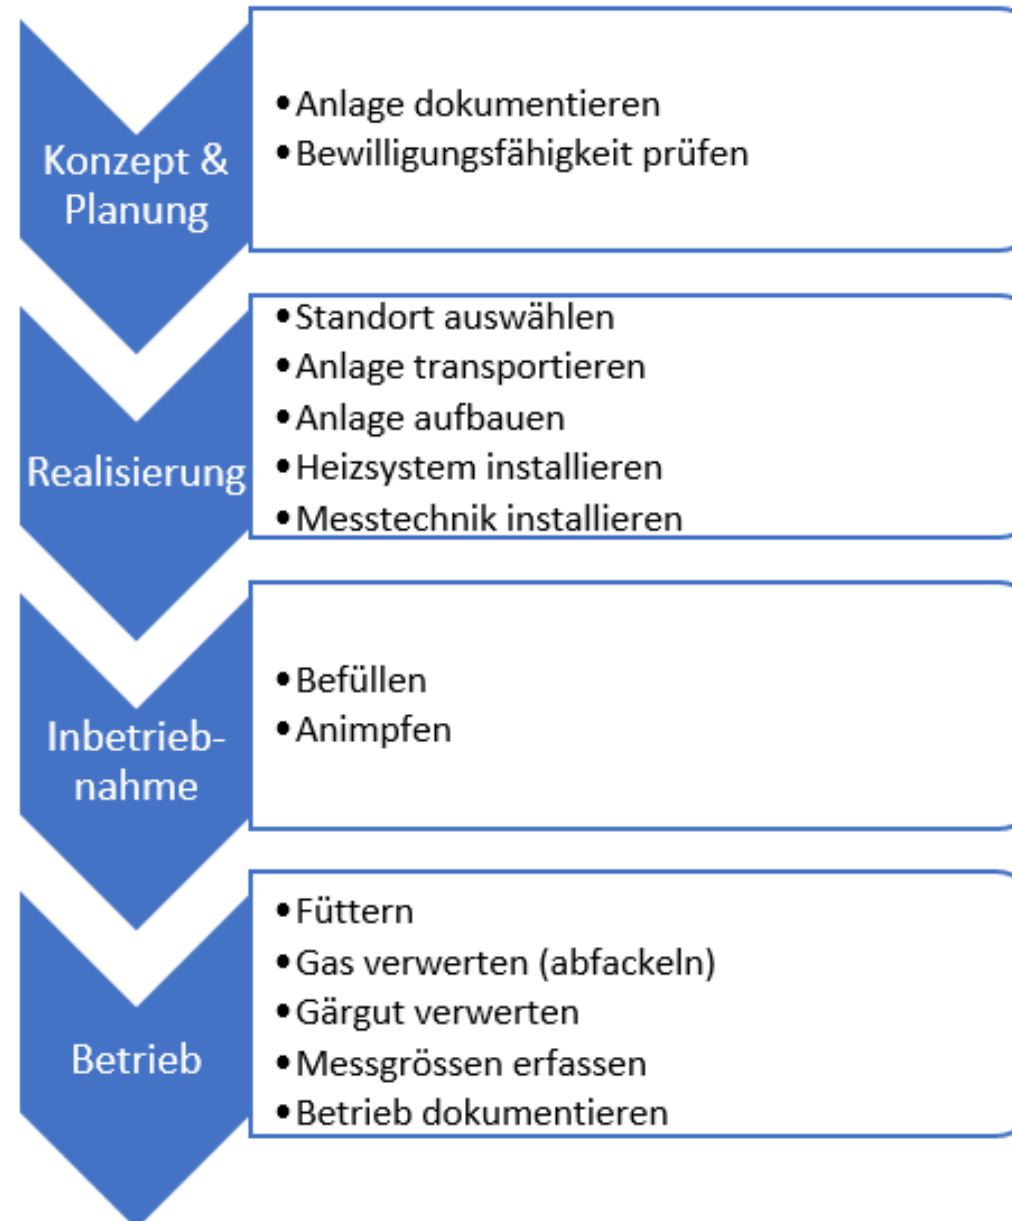 Konzept &
Planung
•Anlage dokumentieren
•Bewilligungsfähigkeit prüfen
Realisierung
•Standort auswählen
•Anlage transportieren
•Anlage aufbauen
•Heizsystem installieren
•Messtechnik installieren
Inbetrieb-
nahme
•Befüllen
•Animpfen
Betrieb
•Füttern
•Gas verwerten (abfackeln)
•Gärgut verwerten
•Messgrössen erfassen
•Betrieb dokumentieren